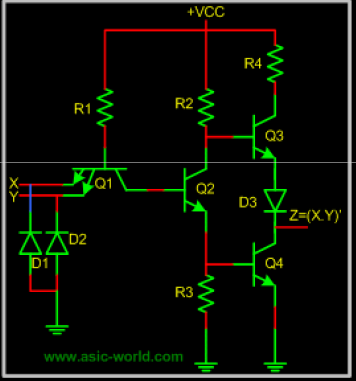 +VCC
R4
R1
R2
Q3
X
Y
Q1
Q2
D3
Z=(X.Y)'
D1
D2
Q4
R3
www.asic-world.com